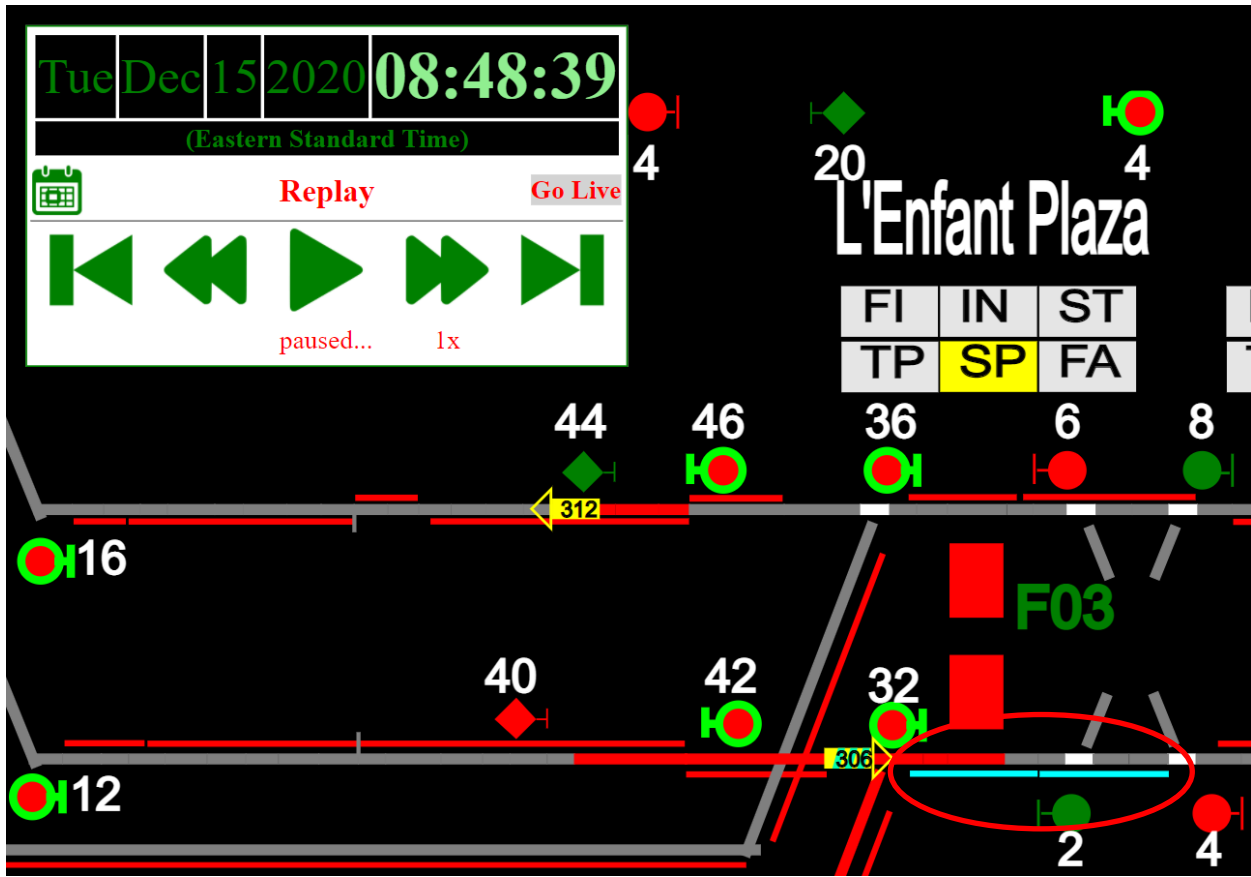 Tue Dec 15 2020 08:48:39
(Eastern Standard Time)
Replay Go Live
paused... 1x
4 20 4
L'Enfant Plaza
FI IN ST
TP SP FA
44 46 36 6 8
312
16
F03
40 42 32
306
12
2 4